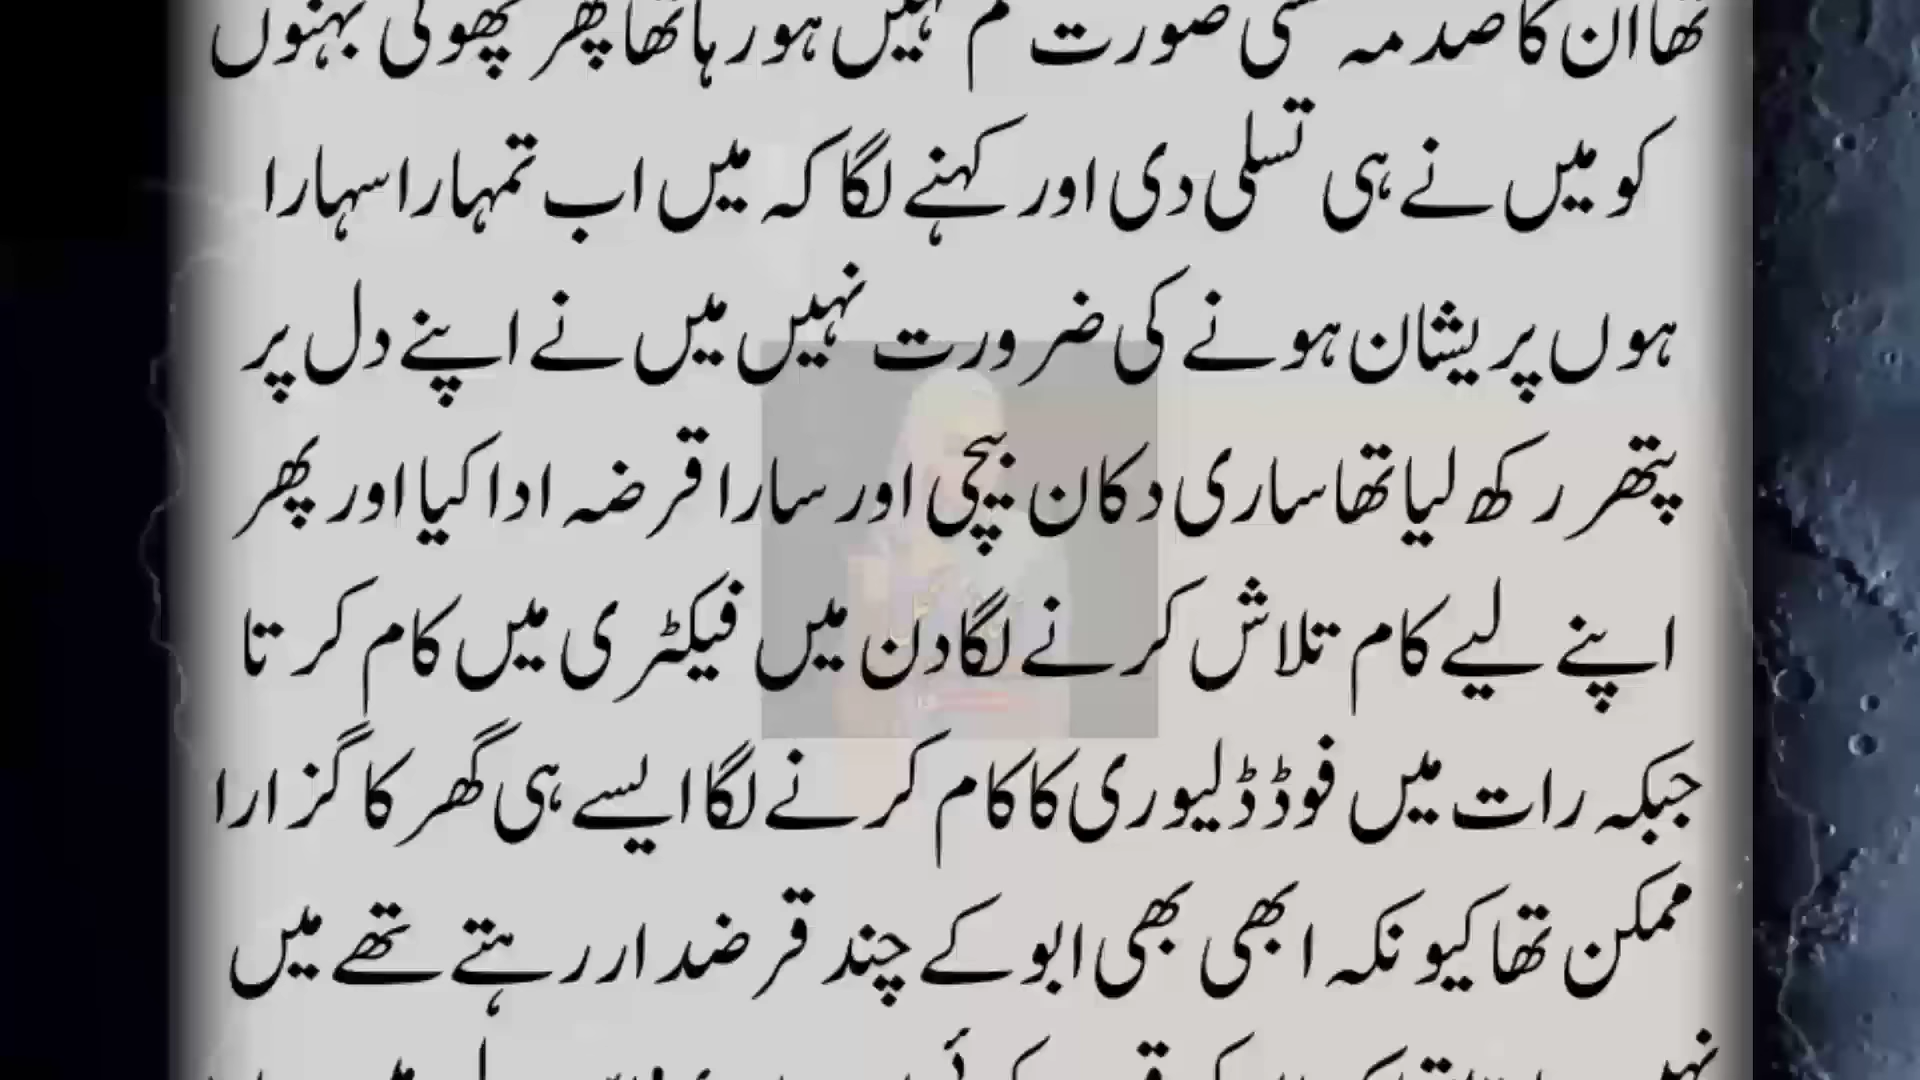 تھا ان کا صدمہ کسی صورت کم نہیں ہو رہا تھا پھر چھوٹی بہنوں
کو میں نے ہی تسلی دی اور کہنے لگا کہ میں اب تمہارا سہارا
ہوں پریشان ہونے کی ضرورت نہیں میں نے اپنے دل پر
پتھر رکھ لیا تھا ساری دکان بیچی اور سارا قرضہ ادا کیا اور پھر
اپنے لیے کام تلاش کرنے لگا دن میں فیکٹری میں کام کرتا
جبکہ رات میں فوڈ ڈلیوری کا کام کرنے لگا ایسے ہی گھر کا گزارا
ممکن تھا کیونکہ ابھی بھی ابو کے چند قرضدار رہتے تھے میں
نہیں